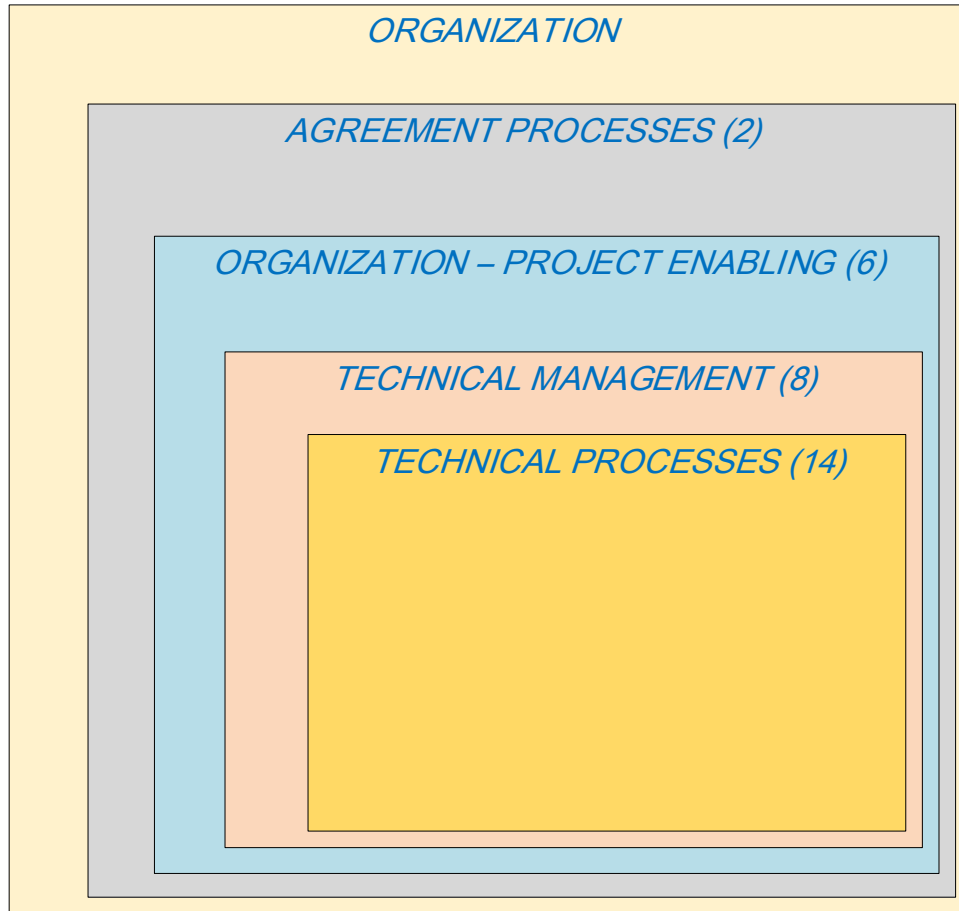 ORGANIZATION
AGREEMENT PROCESSES (2)
ORGANIZATION – PROJECT ENABLING (6)
TECHNICAL MANAGEMENT (8)
TECHNICAL PROCESSES (14)